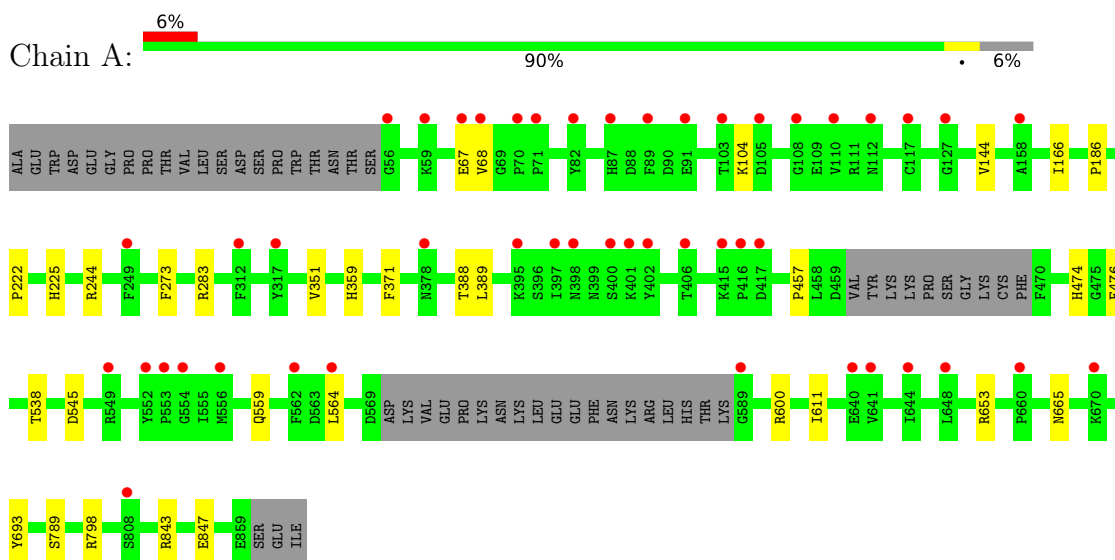 6%
Chain A:
90% • 6%
ALA GLU TRP ASP GLU GLY PRO PRO THR VAL LEU SER ASP SER PRO TRP THR ASN THR SER G56 K59 E67 V68 G69 P70 P71 Y82 H87 D88 F89 D90 E91 T103 K104 D105 G108 E109 V110 R111 N112 C117 G127 V144 A158 I166 P186
P222 H225 R244 F249 F273 R283 F312 Y317 V351 H359 F371 N378 T388 L389 K395 S396 I397 N398 N399 S400 K401 Y402 T406 K415 P416 D417 P457 L458 D459 VAL TYR LYS LYS PRO SER GLY LYS CYS PHE F470 H474 G475
T538 D545 R549 Y552 P553 G554 I555 M556 Q559 F562 D563 L564 D569 ASP LYS VAL GLU PRO LYS ASN LYS LEU GLU GLU PHE ASN LYS ARG LEU HIS THR LYS G589 R600 I611 E640 V641 I644 L648 R653 P660 N665 K670
Y693 S789 R798 S808 R843 E847 E859 SER GLU ILE